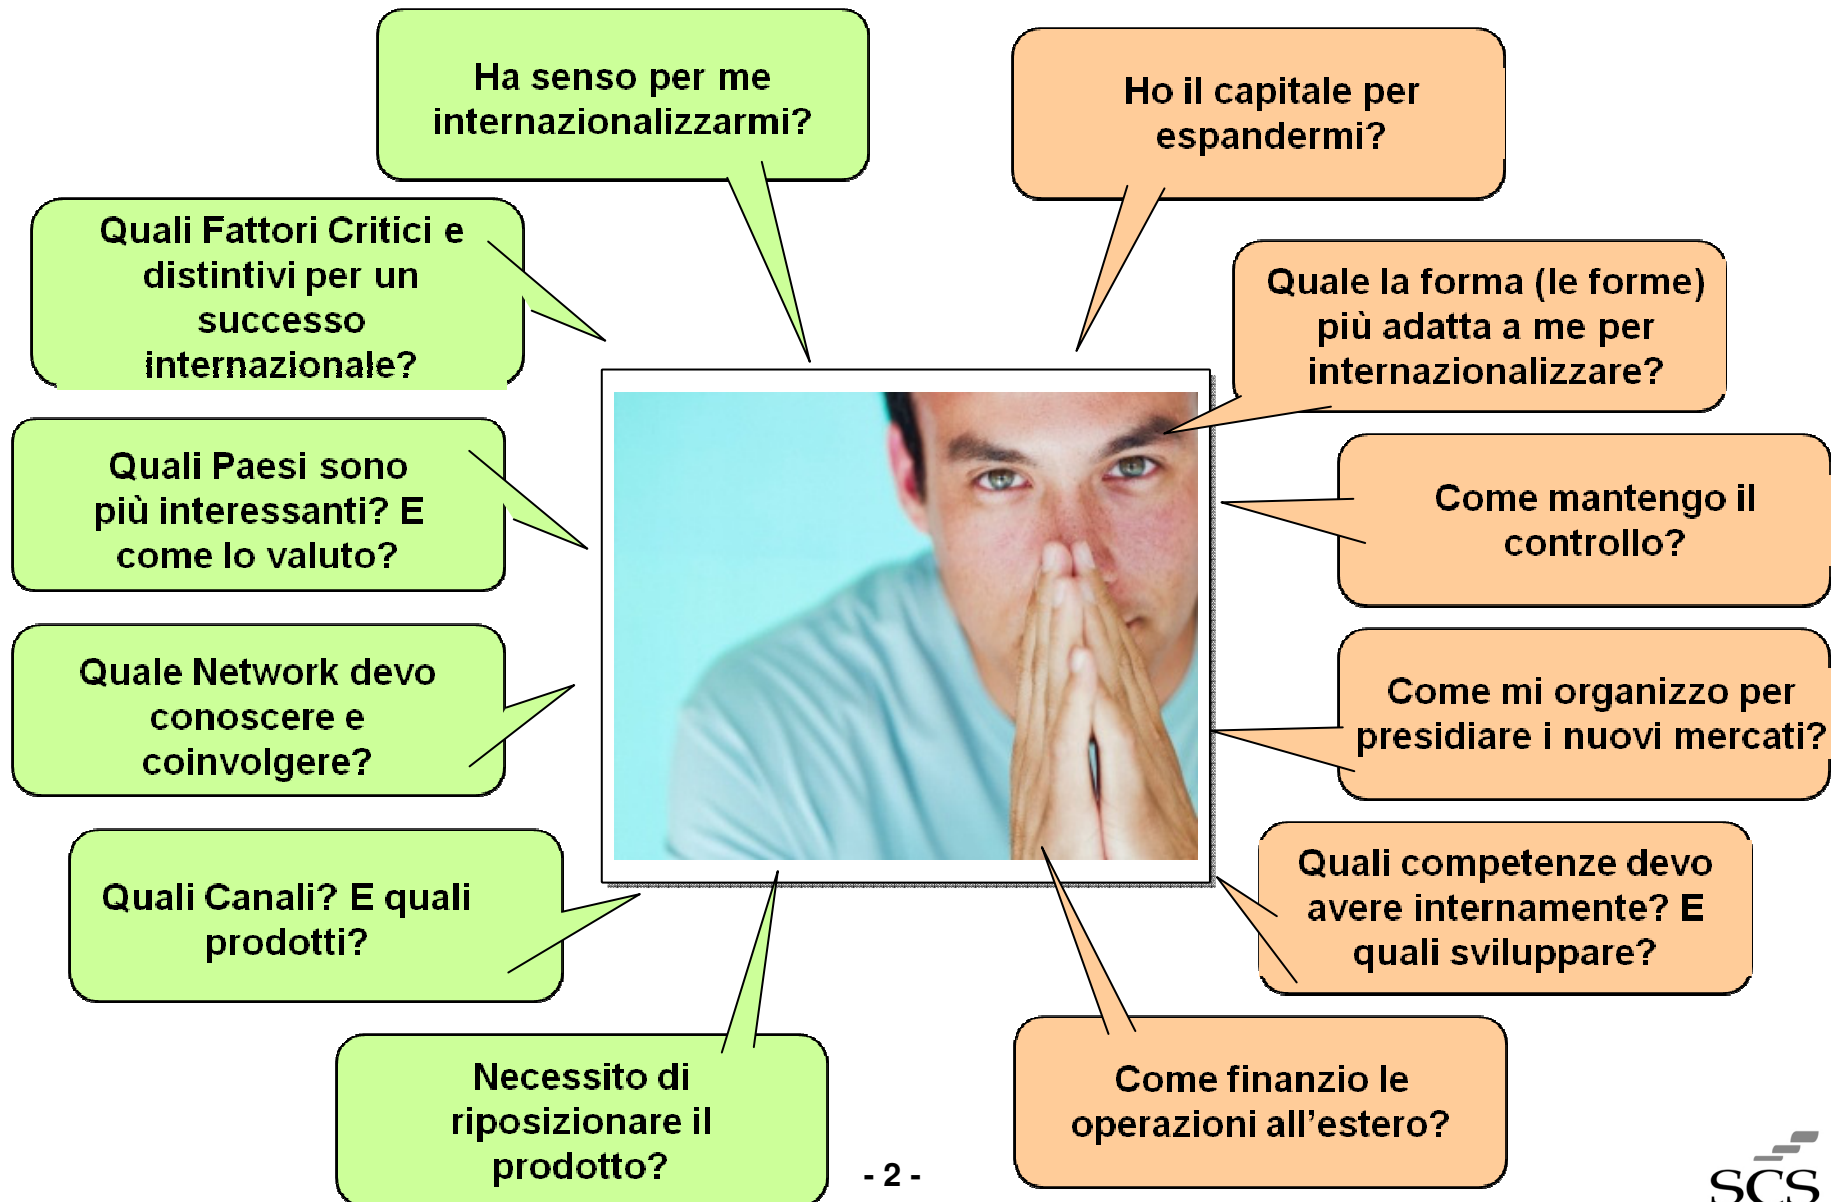 Ha senso per me
internazionalizzarmi?
Ho il capitale per
espandermi?
Quali Fattori Critici e
distintivi per un
successo
internazionale?
Quale la forma (le forme)
più adatta a me per
internazionalizzare?
Quali Paesi sono
più interessanti? E
come lo valuto?
Come mantengo il
controllo?
Quale Network devo
conoscere e
coinvolgere?
Come mi organizzo per
presidiare i nuovi mercati?
Quali Canali? E quali
prodotti?
Quali competenze devo
avere internamente? E
quali sviluppare?
Necessito di
riposizionare il
prodotto?
Come finanzio le
operazioni all'estero?
- 2 -
SCS